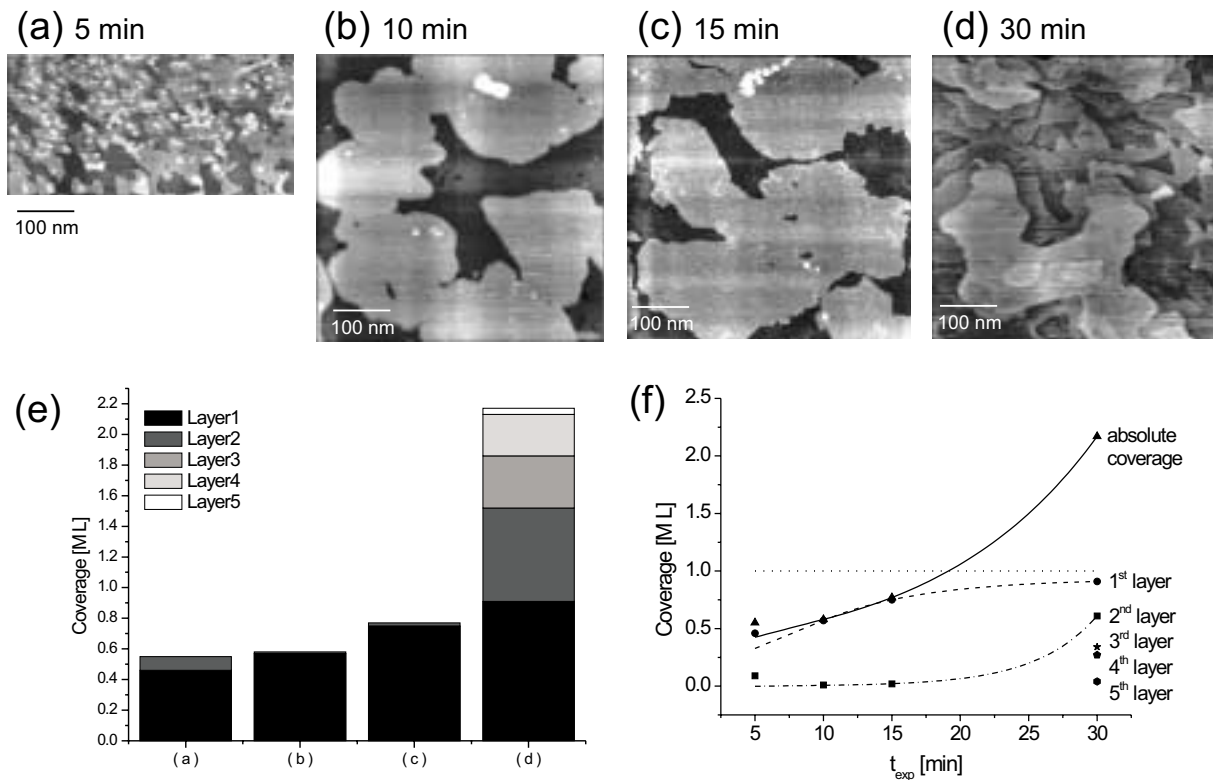 (a) 5 min
(b) 10 min
(c) 15 min
(d) 30 min
100 nm
100 nm
100 nm
100 nm
(e)
2.2
2.0
1.8
1.6
1.4
1.2
1.0
0.8
0.6
0.4
0.2
0.0
Coverage [ML]
Layer1
Layer2
Layer3
Layer4
Layer5
(a)
(b)
(c)
(d)
(f)
2.5
2.0
1.5
1.0
0.5
0.0
Coverage [ML]
absolute
coverage
1st layer
2nd layer
3rd layer
4th layer
5th layer
5
10
15
20
25
30
texp [min]